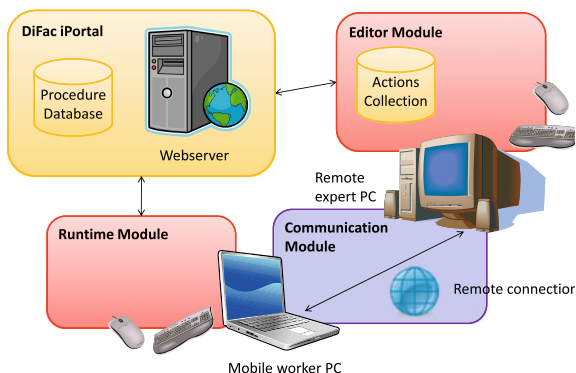 DiFac iPortal
Procedure
Database
Webserver
Editor Module
Actions
Collection
Remote
expert PC
Runtime Module
Communication
Module
Remote connection
Mobile worker PC